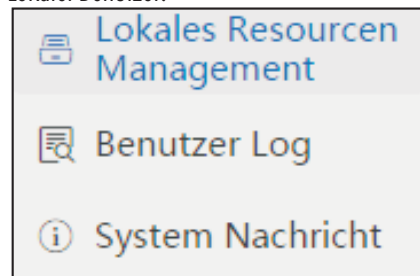 Lokales Resourcen
Management
Benutzer Log
System Nachricht